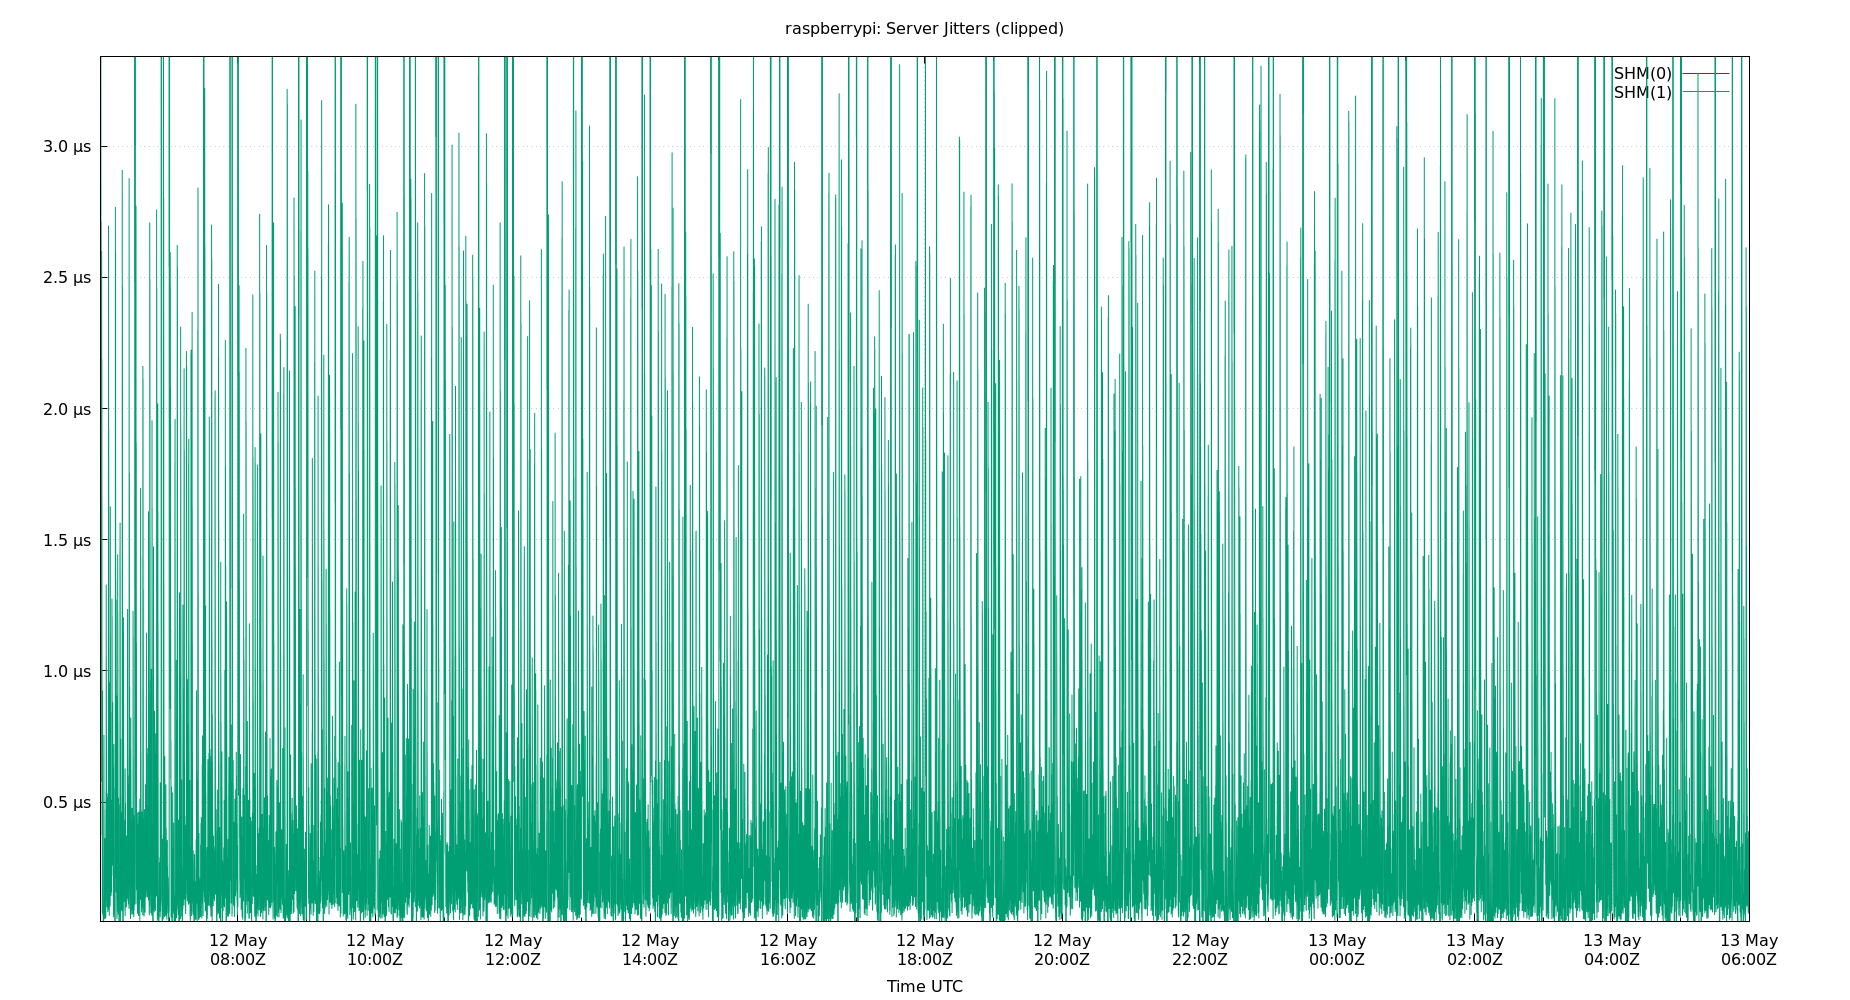 raspberrypi: Server Jitters (clipped)
SHM(0)
SHM(1)
3.0 µs
2.5 µs
2.0 µs
1.5 µs
1.0 µs
0.5 µs
12 May 12 May 12 May 12 May 12 May 12 May 12 May 12 May 13 May 13 May 13 May 13 May
08:00Z 10:00Z 12:00Z 14:00Z 16:00Z 18:00Z 20:00Z 22:00Z 00:00Z 02:00Z 04:00Z 06:00Z
Time UTC